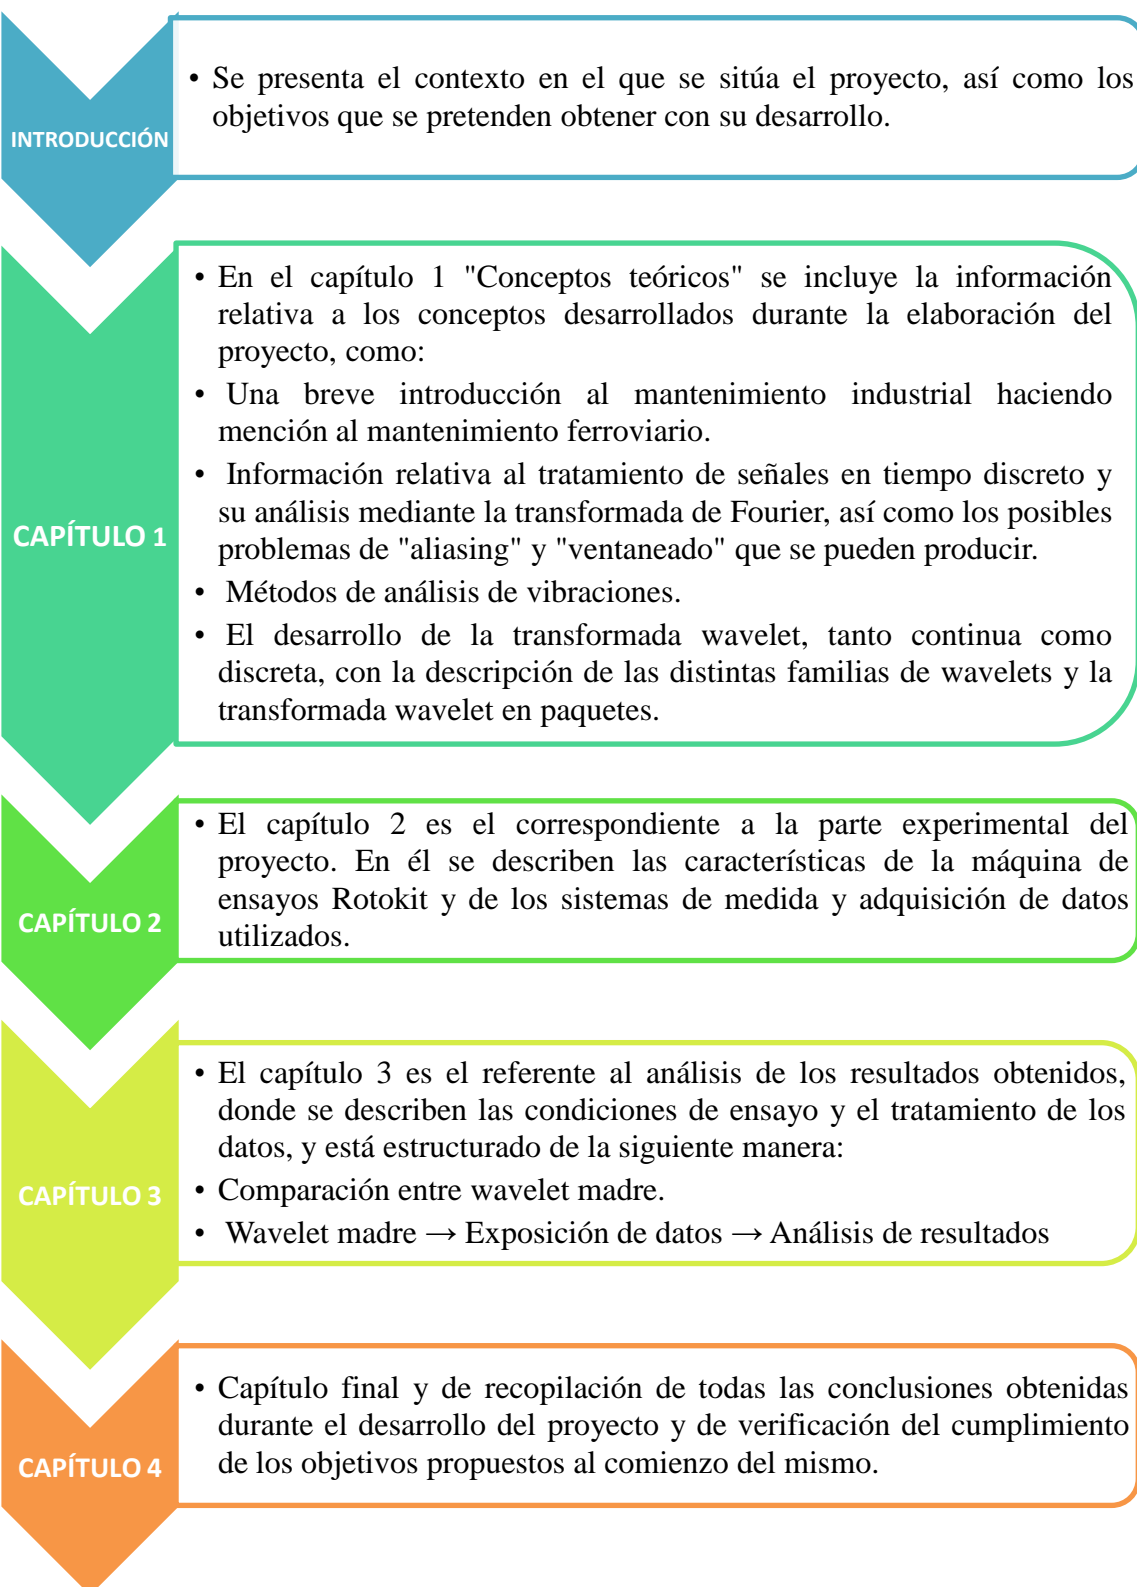 INTRODUCCIÓN
• Se presenta el contexto en el que se sitúa el proyecto, así como los
objetivos que se pretenden obtener con su desarrollo.
CAPÍTULO 1
• En el capítulo 1 "Conceptos teóricos" se incluye la información
relativa a los conceptos desarrollados durante la elaboración del
proyecto, como:
• Una breve introducción al mantenimiento industrial haciendo
mención al mantenimiento ferroviario.
• Información relativa al tratamiento de señales en tiempo discreto y
su análisis mediante la transformada de Fourier, así como los posibles
problemas de "aliasing" y "ventaneado" que se pueden producir.
• Métodos de análisis de vibraciones.
• El desarrollo de la transformada wavelet, tanto continua como
discreta, con la descripción de las distintas familias de wavelets y la
transformada wavelet en paquetes.
CAPÍTULO 2
• El capítulo 2 es el correspondiente a la parte experimental del
proyecto. En él se describen las características de la máquina de
ensayos Rotokit y de los sistemas de medida y adquisición de datos
utilizados.
CAPÍTULO 3
• El capítulo 3 es el referente al análisis de los resultados obtenidos,
donde se describen las condiciones de ensayo y el tratamiento de los
datos, y está estructurado de la siguiente manera:
• Comparación entre wavelet madre.
• Wavelet madre → Exposición de datos → Análisis de resultados
CAPÍTULO 4
• Capítulo final y de recopilación de todas las conclusiones obtenidas
durante el desarrollo del proyecto y de verificación del cumplimiento
de los objetivos propuestos al comienzo del mismo.